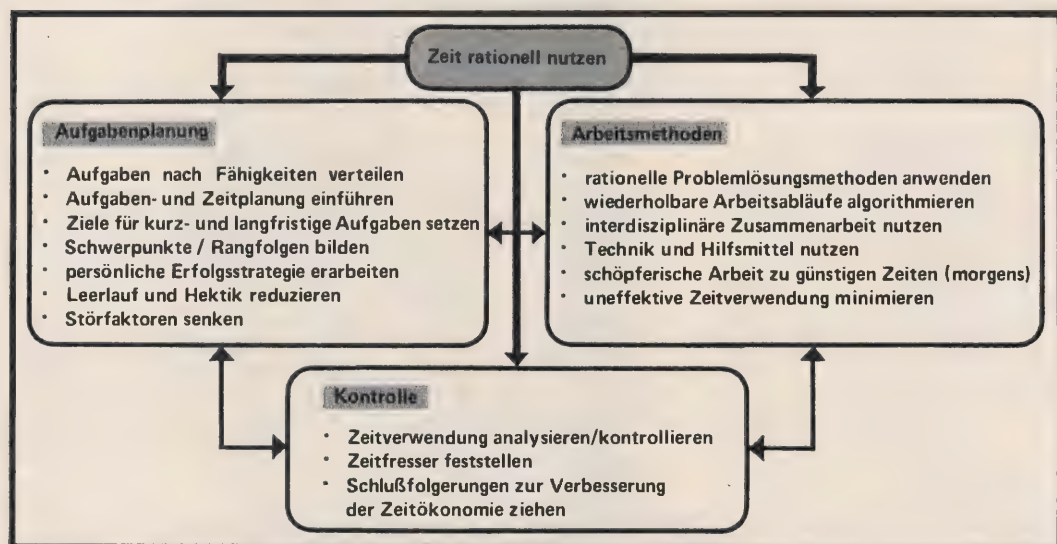 Zeit rationell nutzen
Aufgabenplanung
· Aufgaben nach Fähigkeiten verteilen
· Aufgaben- und Zeitplanung einführen
· Ziele für kurz- und langfristige Aufgaben setzen
· Schwerpunkte / Rangfolgen bilden
· persönliche Erfolgsstrategie erarbeiten
· Leerlauf und Hektik reduzieren
· Störfaktoren senken
Arbeitsmethoden
· rationelle Problemlösungsmethoden anwenden
· wiederholbare Arbeitsabläufe algorithmieren
· interdisziplinäre Zusammenarbeit nutzen
· Technik und Hilfsmittel nutzen
· schöpferische Arbeit zu günstigen Zeiten (morgens)
· uneffektive Zeitverwendung minimieren
Kontrolle
· Zeitverwendung analysieren/kontrollieren
· Zeitfresser feststellen
· Schlußfolgerungen zur Verbesserung
der Zeitökonomie ziehen